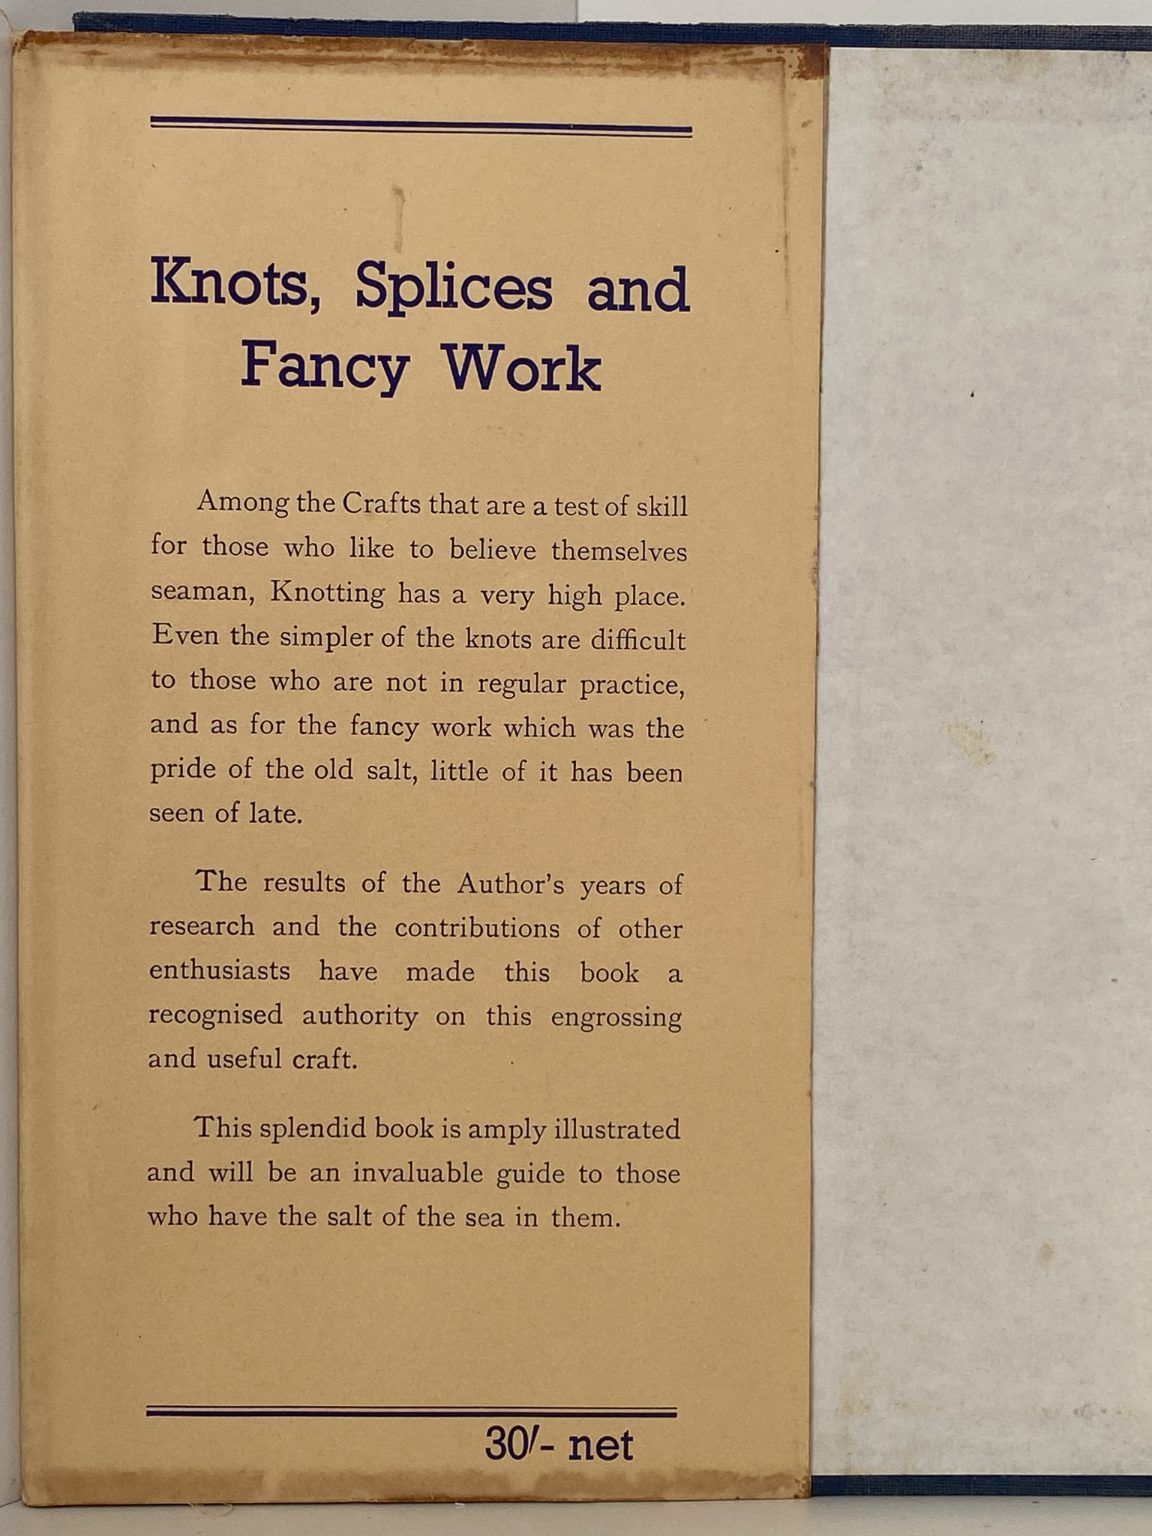 Knots, Splices and
Fancy Work
Among the Crafts that are a test of skill
for those who like to believe themselves
seaman, Knotting has a very high place.
Even the simpler of the knots are difficult
to those who are not in regular practice,
and as for the fancy work which was the
pride of the old salt, little of it has been
seen of late.
The results of the Author's years of
research and the contributions of other
enthusiasts have made this book a
recognised authority on this engrossing
and useful craft.
This splendid book is amply illustrated
and will be an invaluable guide to those
who have the salt of the sea in them.
30/- net